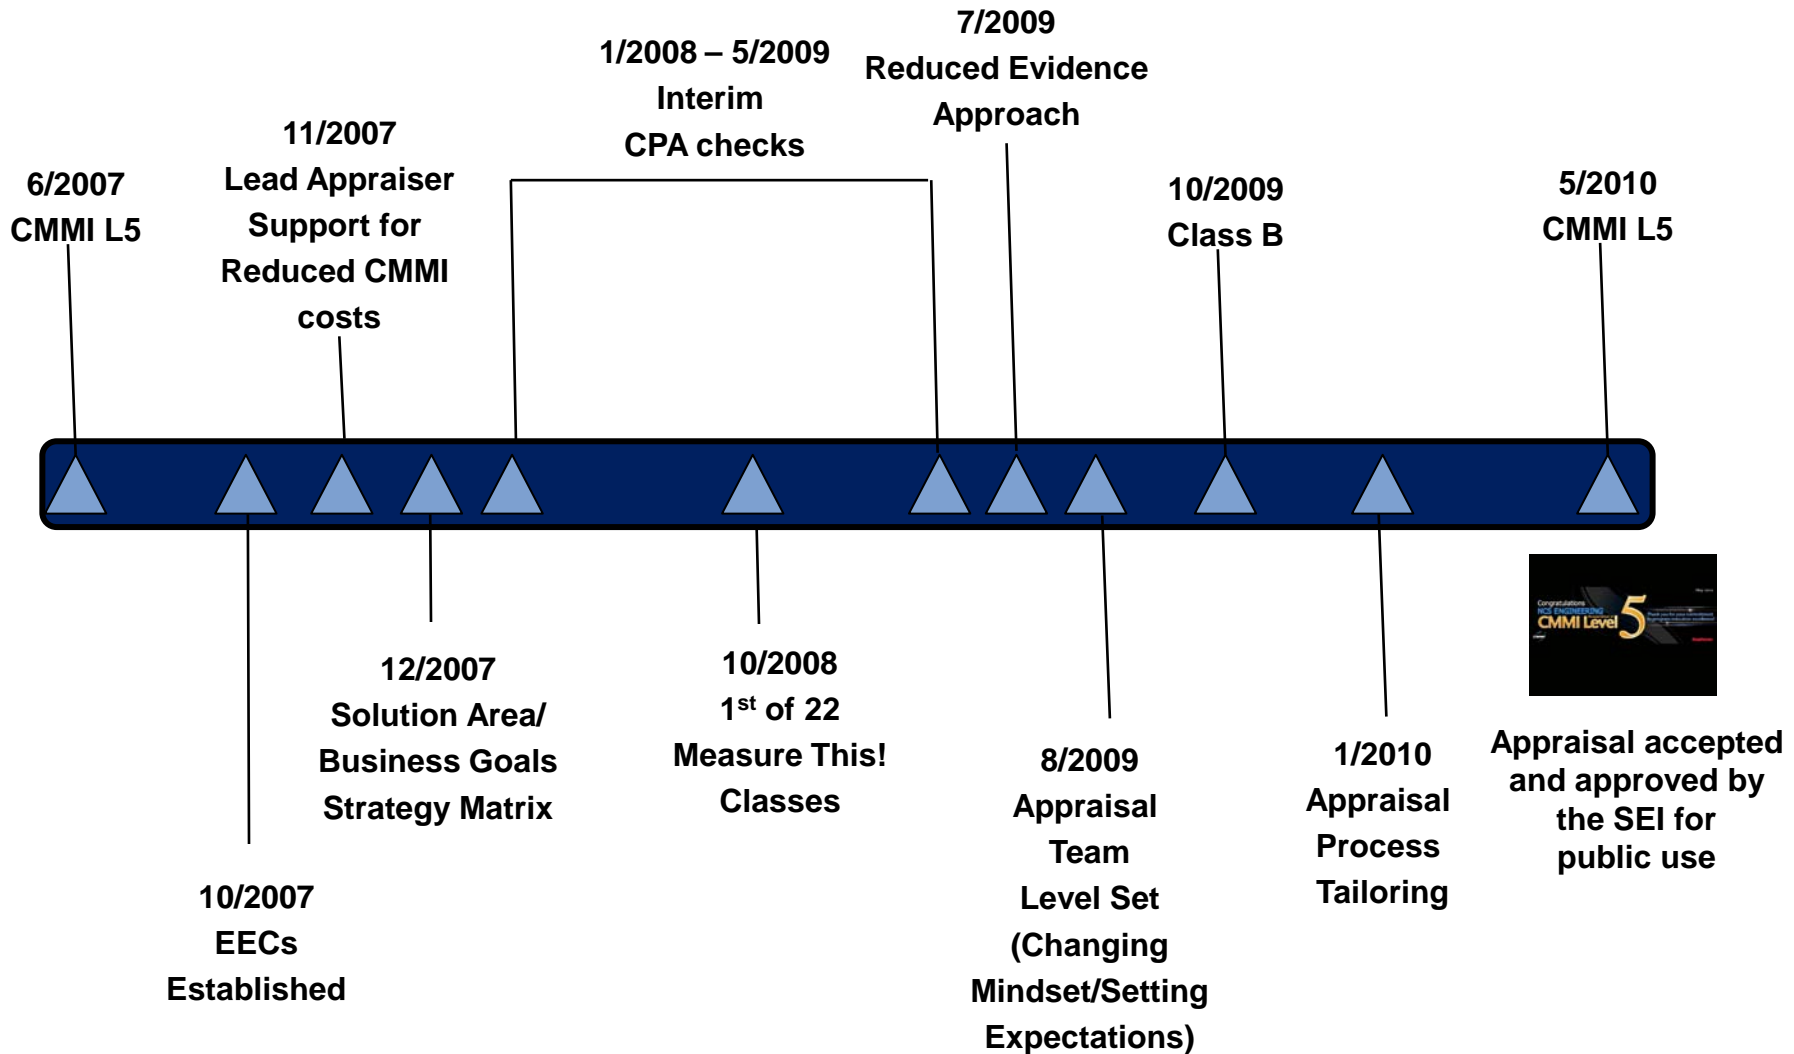 6/2007
CMMI L5
11/2007
Lead Appraiser
Support for
Reduced CMMI
costs
1/2008 – 5/2009
Interim
CPA checks
7/2009
Reduced Evidence
Approach
10/2009
Class B
5/2010
CMMI L5
10/2007
EECs
Established
12/2007
Solution Area/
Business Goals
Strategy Matrix
10/2008
1st of 22
Measure This!
Classes
8/2009
Appraisal
Team
Level Set
(Changing
Mindset/Setting
Expectations)
1/2010
Appraisal
Process
Tailoring
Congratulations
NCS ENGINEERING
CMMI Level 5
Appraisal accepted
and approved by
the SEI for
public use